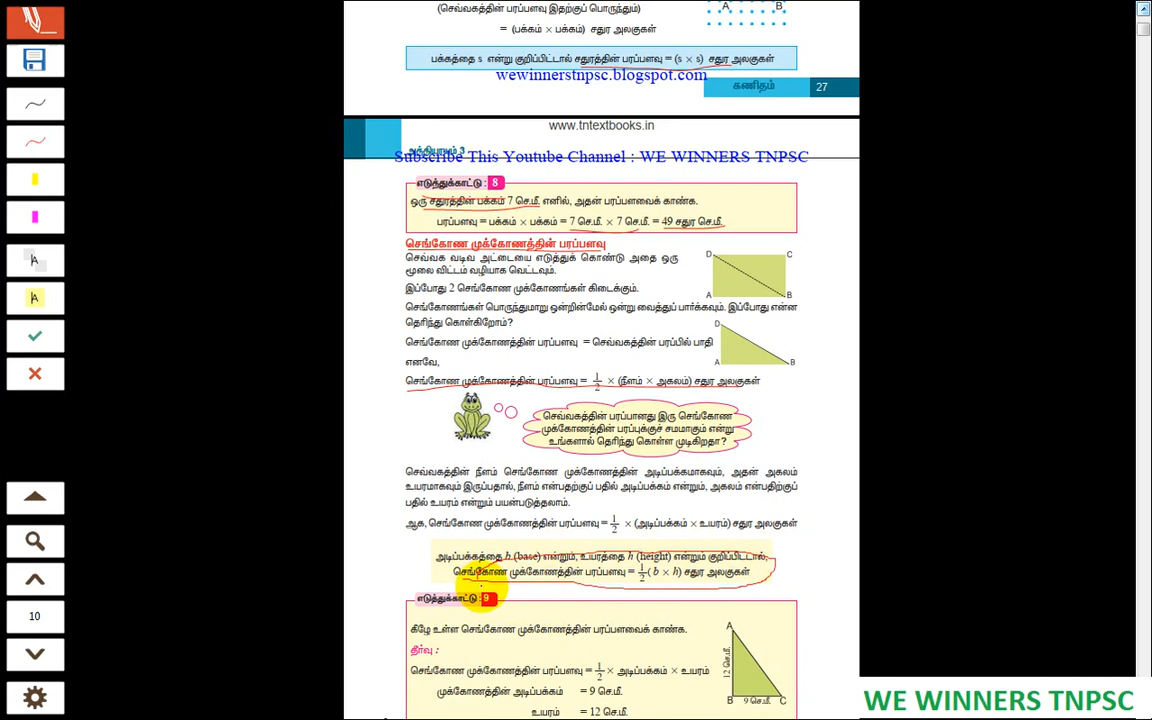 (செவ்வகத்தின் பரப்பளவு இதற்குப் பொருந்தும்)
A B
= (பக்கம் × பக்கம்) சதுர அலகுகள்
பக்கத்தை s என்று குறிப்பிட்டால் சதுரத்தின் பரப்பளவு = (s × s) சதுர அலகுகள்
wewinnerstnpsc.blogspot.com
கணிதம் 27
www.tntextbooks.in
அத்தியாயம் 3
Subscribe This Youtube Channel : WE WINNERS TNPSC
எடுத்துக்காட்டு : 8
ஒரு சதுரத்தின் பக்கம் 7 செ.மீ. எனில், அதன் பரப்பளவைக் காண்க.
பரப்பளவு = பக்கம் × பக்கம் = 7 செ.மீ. × 7 செ.மீ. = 49 சதுர செ.மீ.
செங்கோண முக்கோணத்தின் பரப்பளவு
செவ்வக வடிவ அட்டையை எடுத்துக் கொண்டு அதை ஒரு
மூலை விட்டம் வழியாக வெட்டவும்.
D C
A B
இப்போது 2 செங்கோண முக்கோணங்கள் கிடைக்கும்.
செங்கோணங்கள் பொருந்துமாறு ஒன்றின்மேல் ஒன்று வைத்துப் பார்க்கவும். இப்போது என்ன
தெரிந்து கொள்கிறோம்?
D
செங்கோண முக்கோணத்தின் பரப்பளவு = செவ்வகத்தின் பரப்பில் பாதி
எனவே,
A B
செங்கோண முக்கோணத்தின் பரப்பளவு = 1/2 × (நீளம் × அகலம்) சதுர அலகுகள்
செவ்வகத்தின் பரப்பானது இரு செங்கோண
முக்கோணத்தின் பரப்புக்குச் சமமாகும் என்று
உங்களால் தெரிந்து கொள்ள முடிகிறதா?
செவ்வகத்தின் நீளம் செங்கோண முக்கோணத்தின் அடிப்பக்கமாகவும், அதன் அகலம்
உயரமாகவும் இருப்பதால், நீளம் என்பதற்குப் பதில் அடிப்பக்கம் என்றும், அகலம் என்பதிற்குப்
பதில் உயரம் என்றும் பயன்படுத்தலாம்.
ஆக, செங்கோண முக்கோணத்தின் பரப்பளவு = 1/2 × (அடிப்பக்கம் × உயரம்) சதுர அலகுகள்
அடிப்பக்கத்தை b (base) என்றும், உயரத்தை h (height) என்றும் குறிப்பிட்டால்,
செங்கோண முக்கோணத்தின் பரப்பளவு = 1/2 ( b × h) சதுர அலகுகள்
எடுத்துக்காட்டு : 9
கீழே உள்ள செங்கோண முக்கோணத்தின் பரப்பளவைக் காண்க.
தீர்வு :
செங்கோண முக்கோணத்தின் பரப்பளவு = 1/2 × அடிப்பக்கம் × உயரம்
முக்கோணத்தின் அடிப்பக்கம் = 9 செ.மீ.
உயரம் = 12 செ.மீ.
A
12 செ.மீ.
B 9 செ.மீ. C
10
WE WINNERS TNPSC